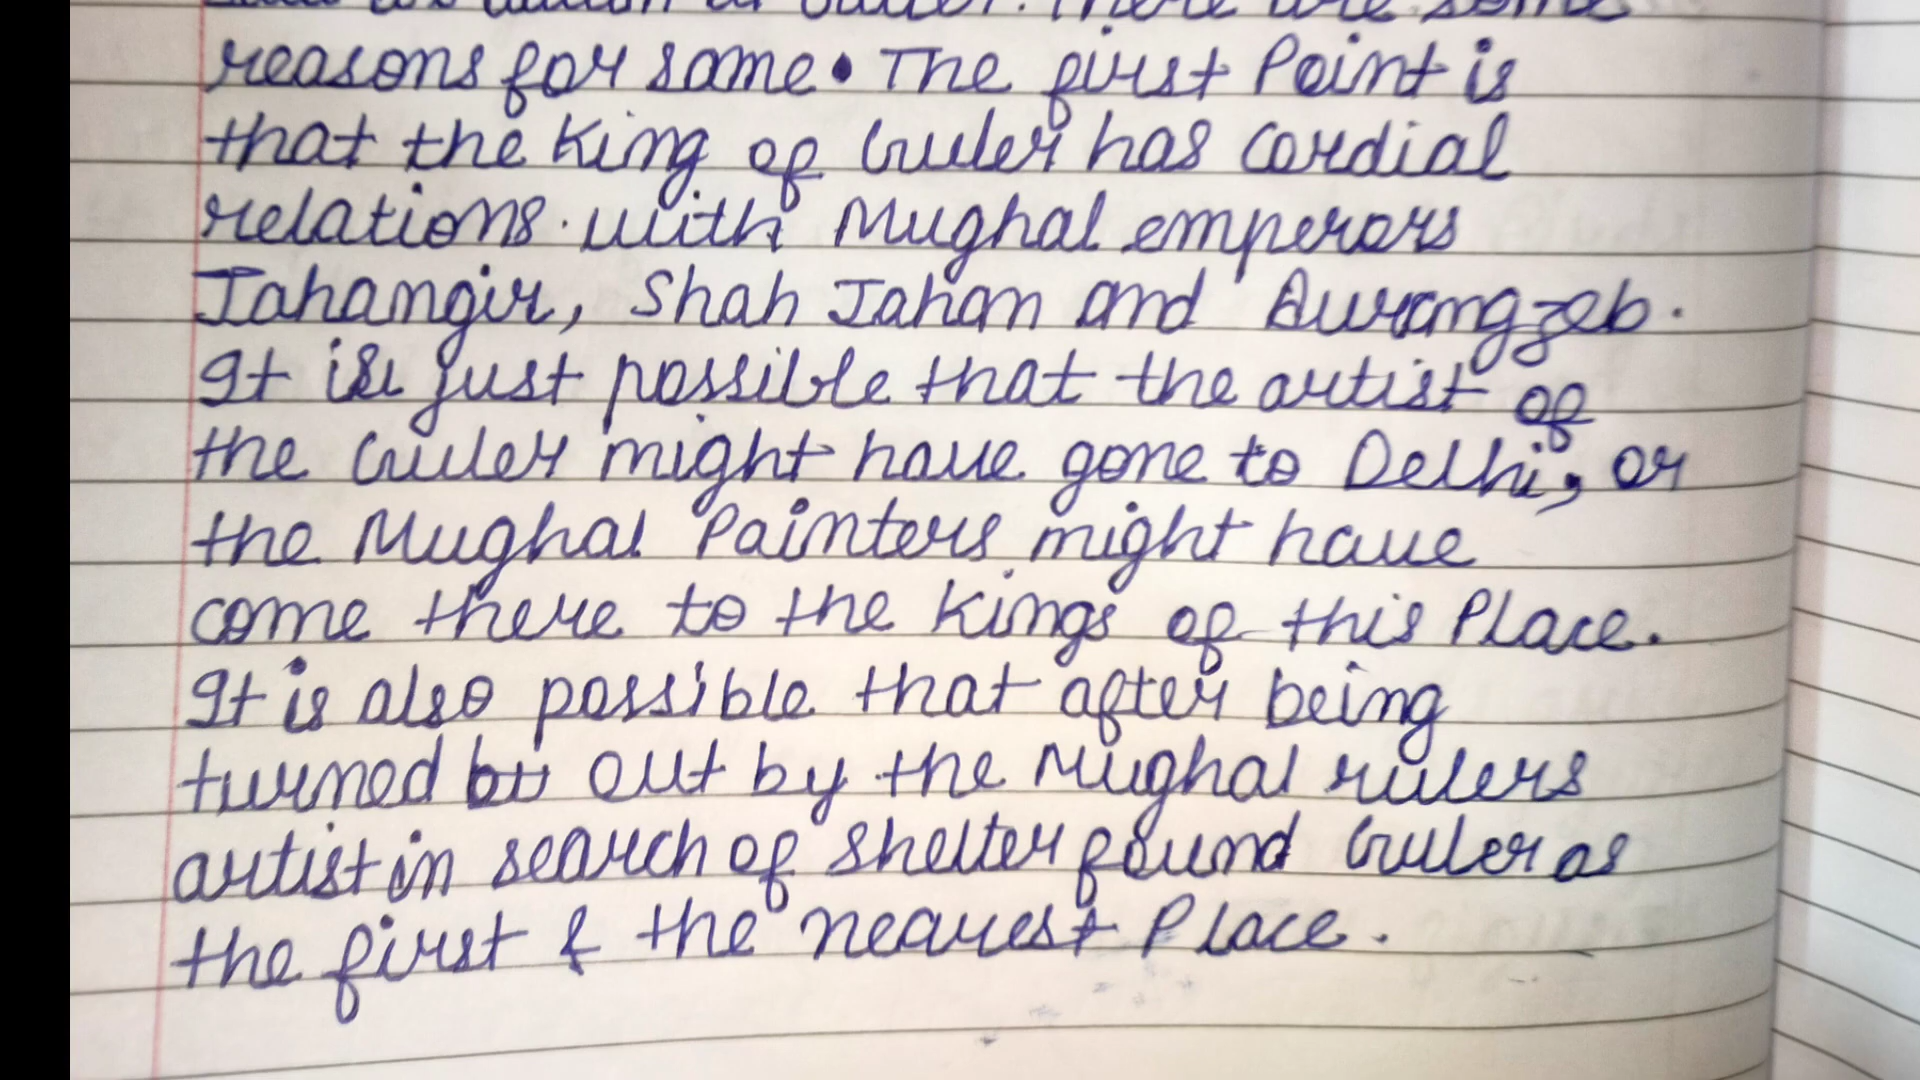 There are some
reasons for same. The first Point is
that the King of Guler has cordial
relations with Mughal emperors
Jahangir, Shah Jahan and Aurangzeb.
It is just possible that the artist of
the Guler might have gone to Delhi, or
the Mughal Painters might have
come there to the Kings of this Place.
It is also possible that after being
turned out by the Mughal rulers
artist in search of shelter found Guler as
the first & the nearest Place.